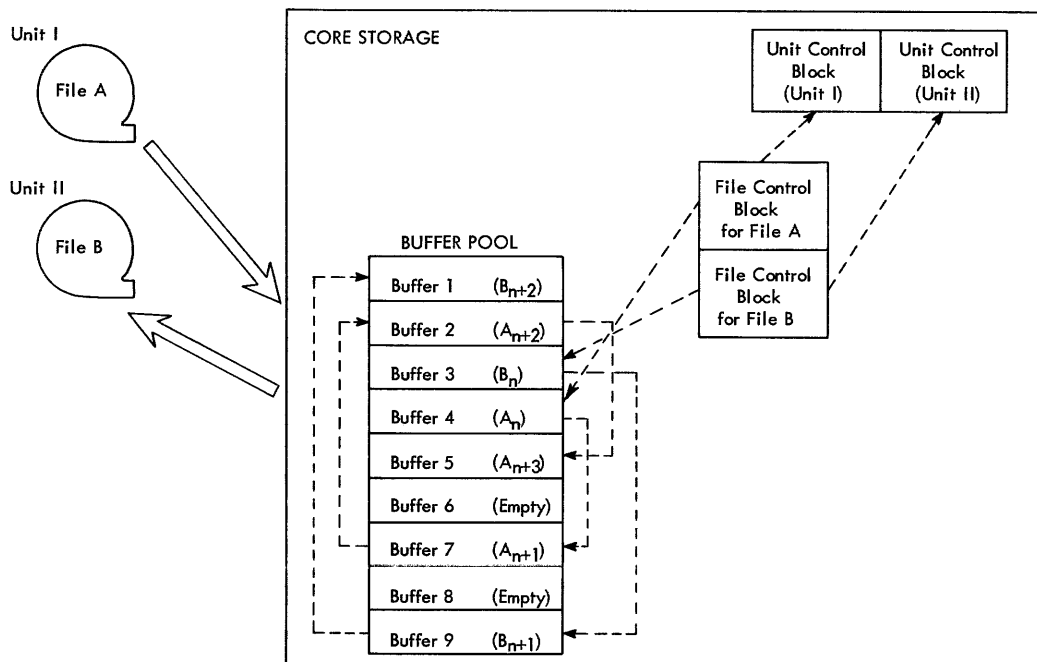 Unit I
File A
Unit II
File B
CORE STORAGE
Unit Control
Block
(Unit I)
Unit Control
Block
(Unit II)
File Control
Block
for File A
File Control
Block
for File B
BUFFER POOL
Buffer 1 (Bn+2)
Buffer 2 (An+2)
Buffer 3 (Bn)
Buffer 4 (An)
Buffer 5 (An+3)
Buffer 6 (Empty)
Buffer 7 (An+1)
Buffer 8 (Empty)
Buffer 9 (Bn+1)